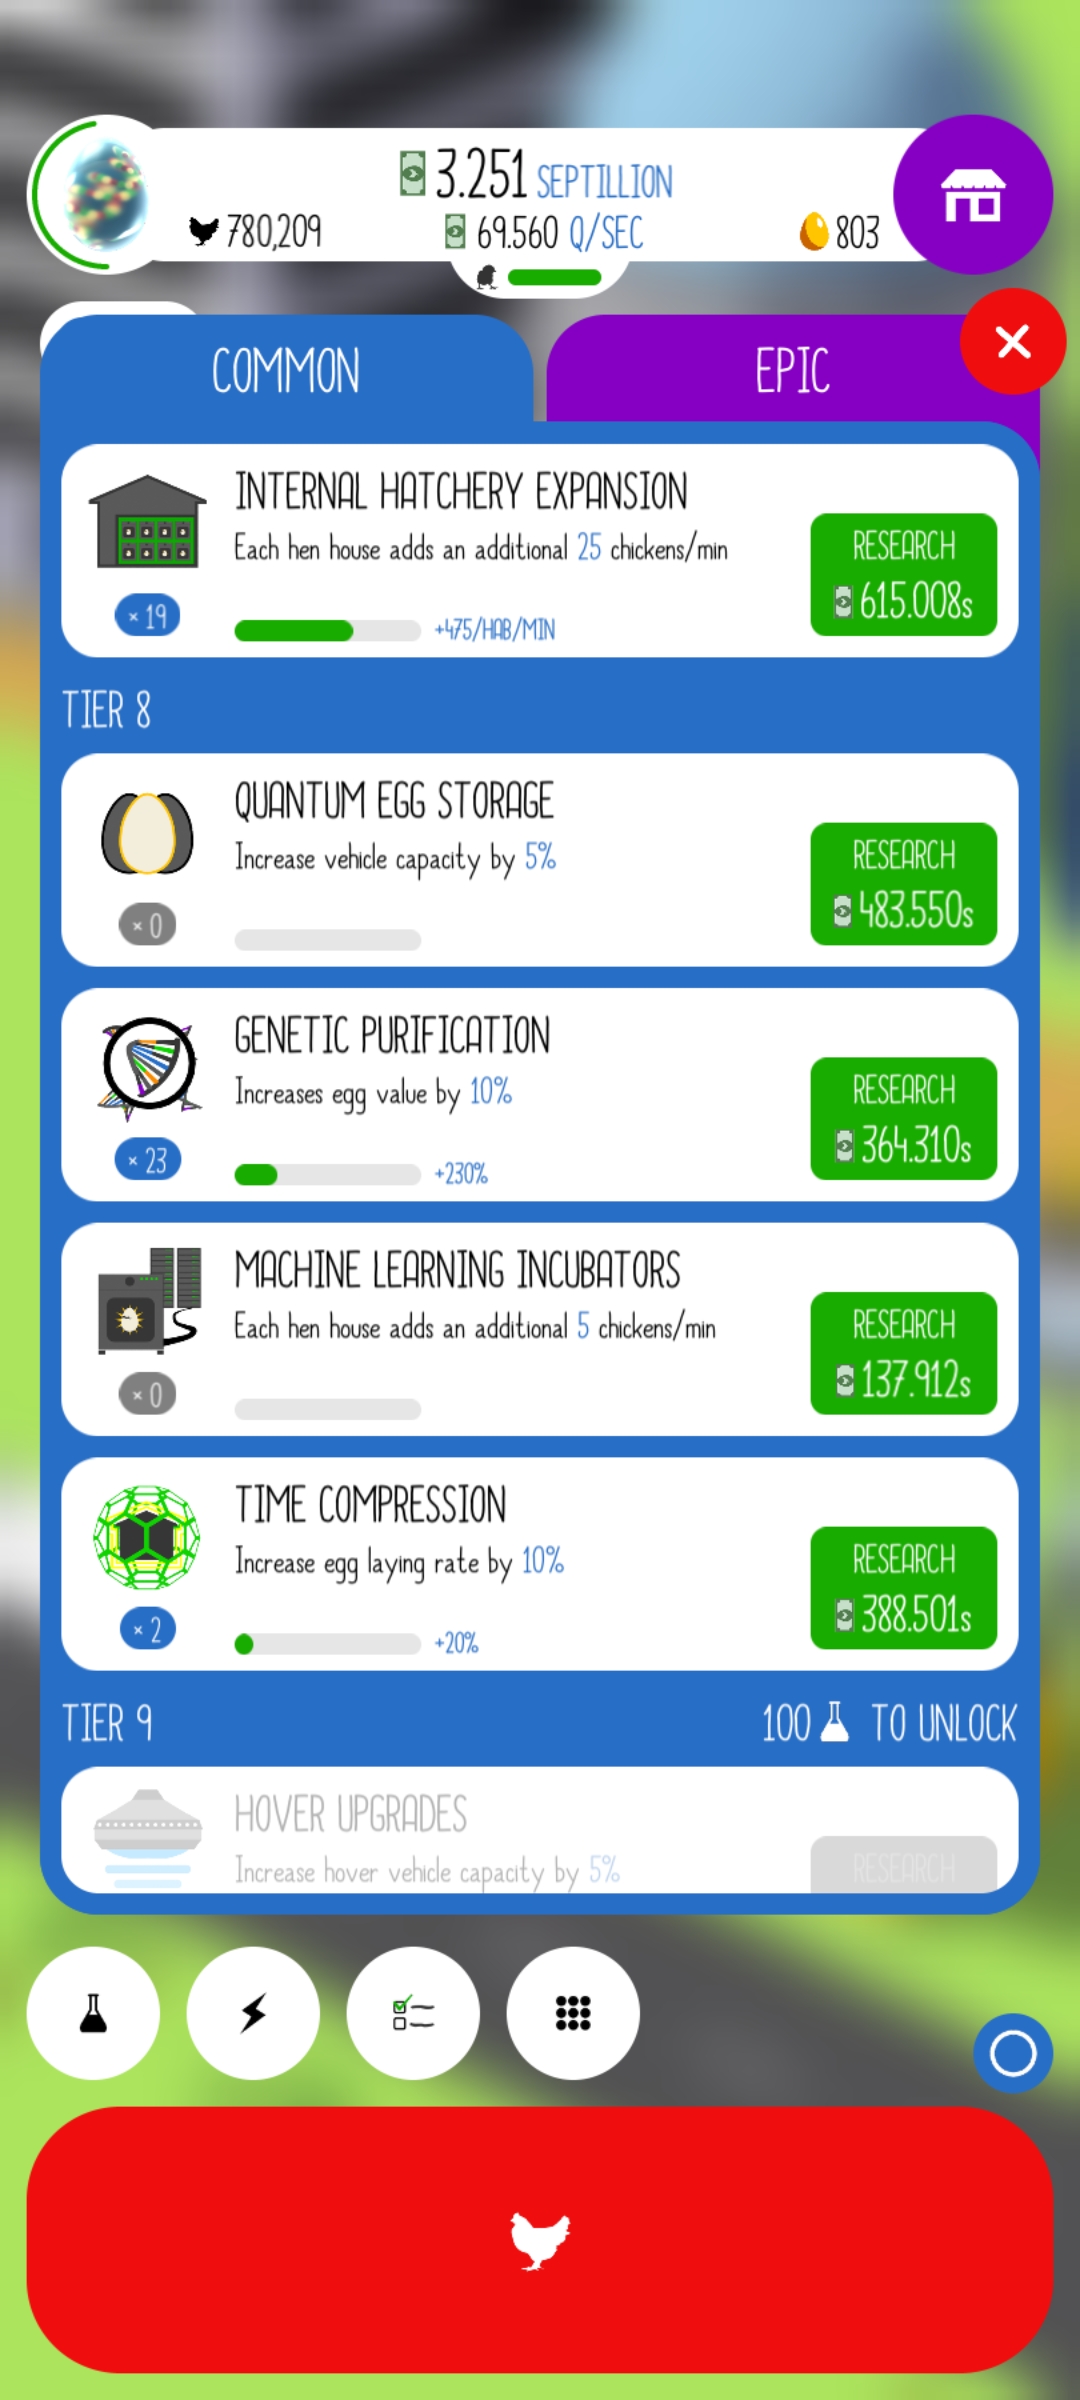 3.251 SEPTILLION
780,209 69.560 Q/SEC 803
COMMON EPIC
INTERNAL HATCHERY EXPANSION
Each hen house adds an additional 25 chickens/min
RESEARCH
615.008s
× 19
+475/HAB/MIN
TIER 8
QUANTUM EGG STORAGE
Increase vehicle capacity by 5%
RESEARCH
483.550s
× 0
GENETIC PURIFICATION
Increases egg value by 10%
RESEARCH
364.310s
× 23
+230%
MACHINE LEARNING INCUBATORS
Each hen house adds an additional 5 chickens/min
RESEARCH
137.912s
× 0
TIME COMPRESSION
Increase egg laying rate by 10%
RESEARCH
388.501s
× 2
+20%
TIER 9 100 TO UNLOCK
HOVER UPGRADES
Increase hover vehicle capacity by 5%
RESEARCH